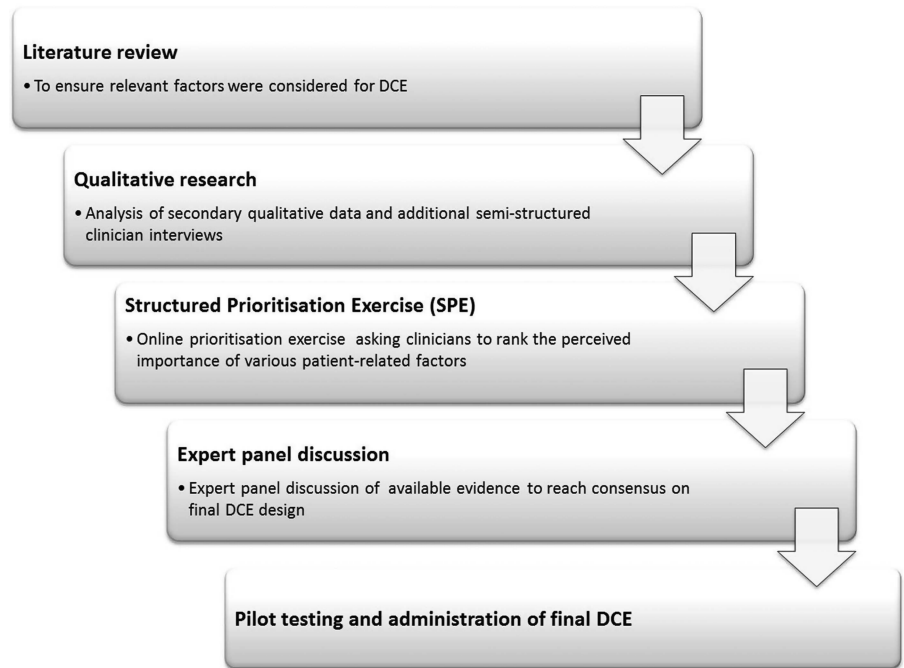 Literature review
• To ensure relevant factors were considered for DCE
Qualitative research
• Analysis of secondary qualitative data and additional semi-structured
clinician interviews
Structured Prioritisation Exercise (SPE)
• Online prioritisation exercise asking clinicians to rank the perceived
importance of various patient-related factors
Expert panel discussion
• Expert panel discussion of available evidence to reach consensus on
final DCE design
Pilot testing and administration of final DCE